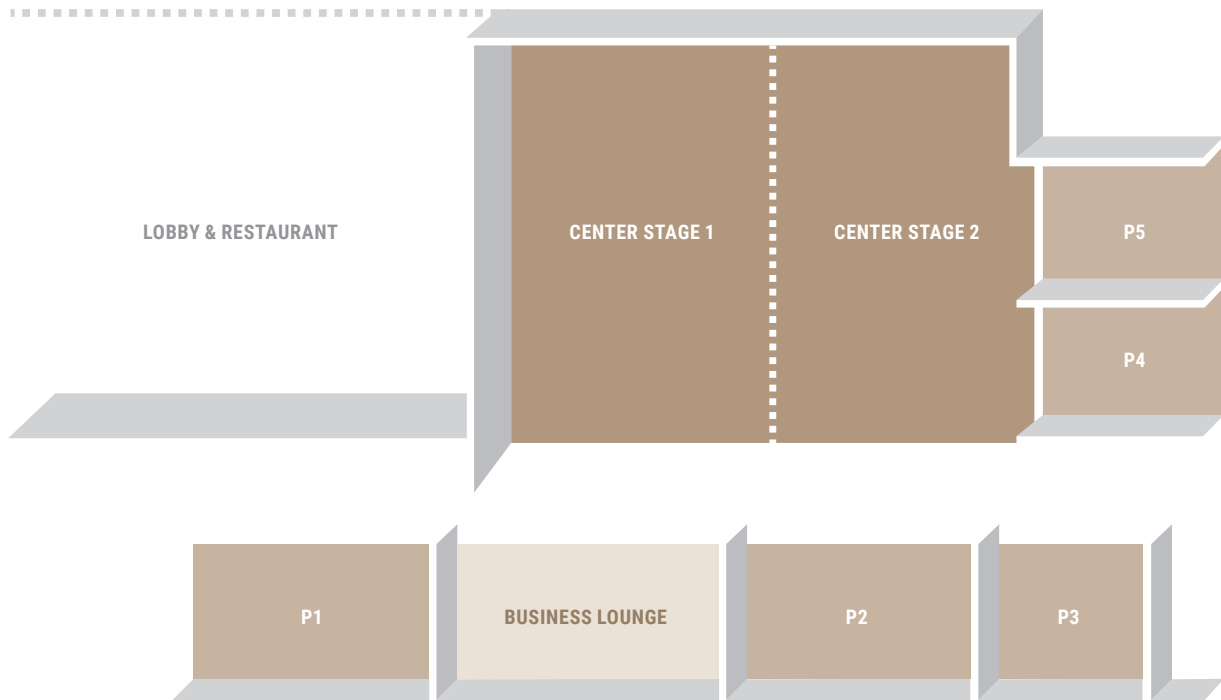 LOBBY & RESTAURANT
CENTER STAGE 1
CENTER STAGE 2
P5
P4
P1
BUSINESS LOUNGE
P2
P3